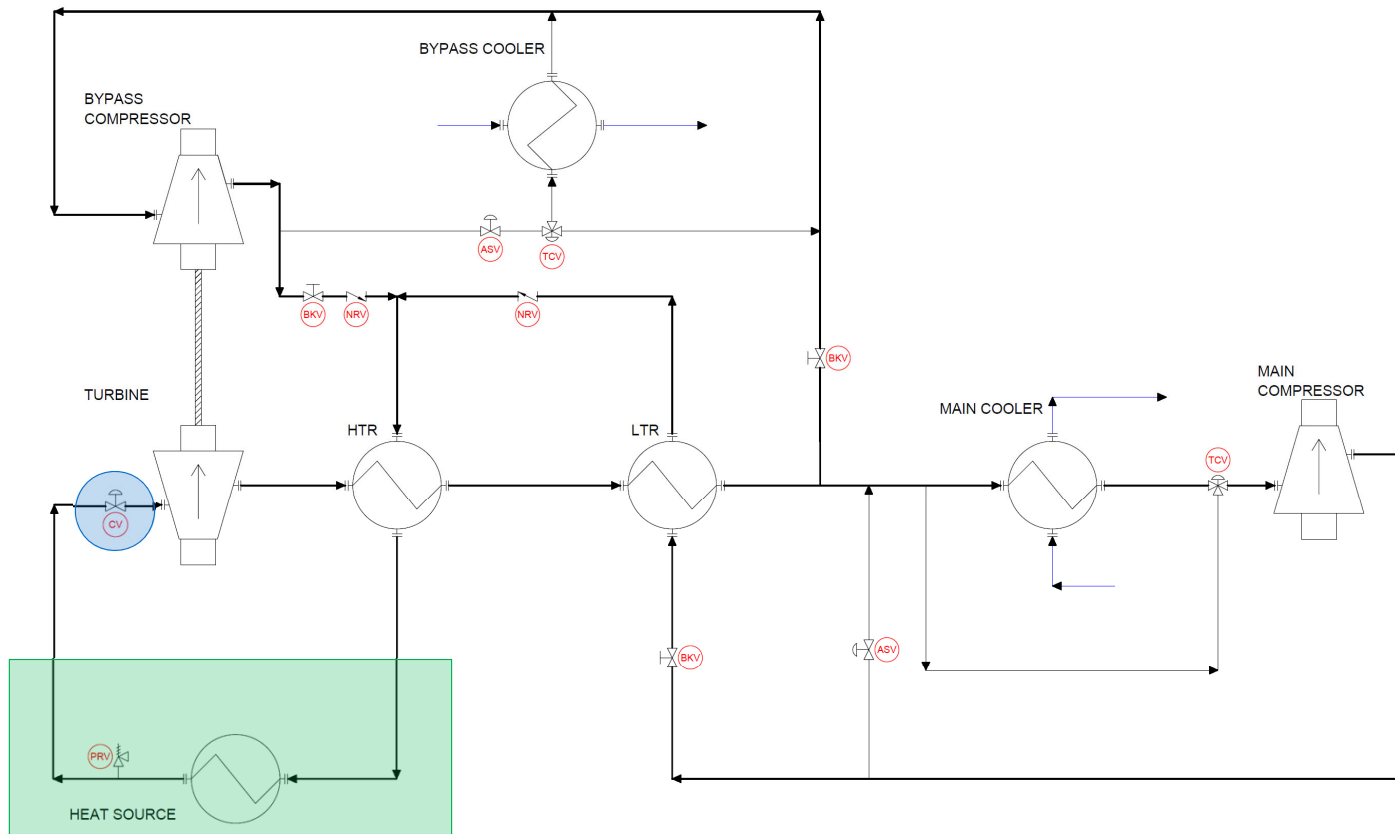 BYPASS COOLER
BYPASS
COMPRESSOR
ASV
TCV
BKV
NRV
NRV
BKV
TURBINE
HTR
LTR
MAIN COOLER
MAIN
COMPRESSOR
TCV
CV
BKV
ASV
PRV
HEAT SOURCE